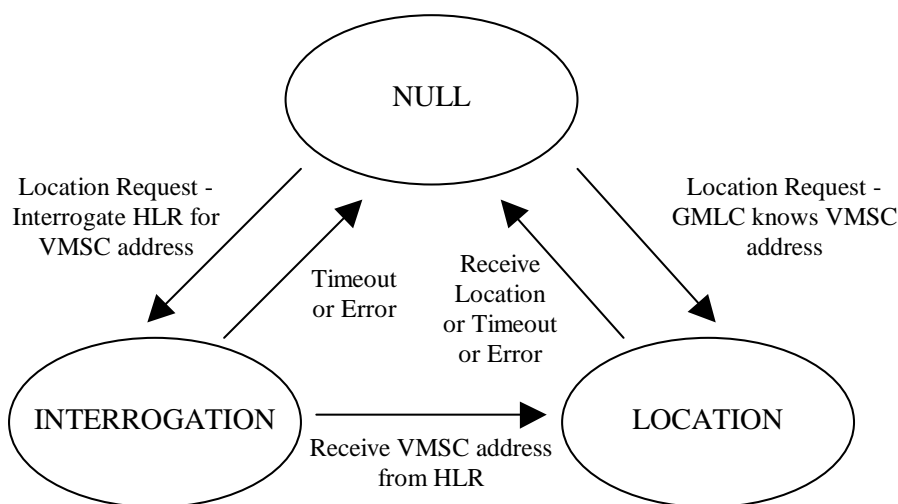 NULL
Location Request -
Interrogate HLR for
VMSC address
Location Request -
GMLC knows VMSC
address
Timeout
or Error
Receive
Location
or Timeout
or Error
INTERROGATION
LOCATION
Receive VMSC address
from HLR